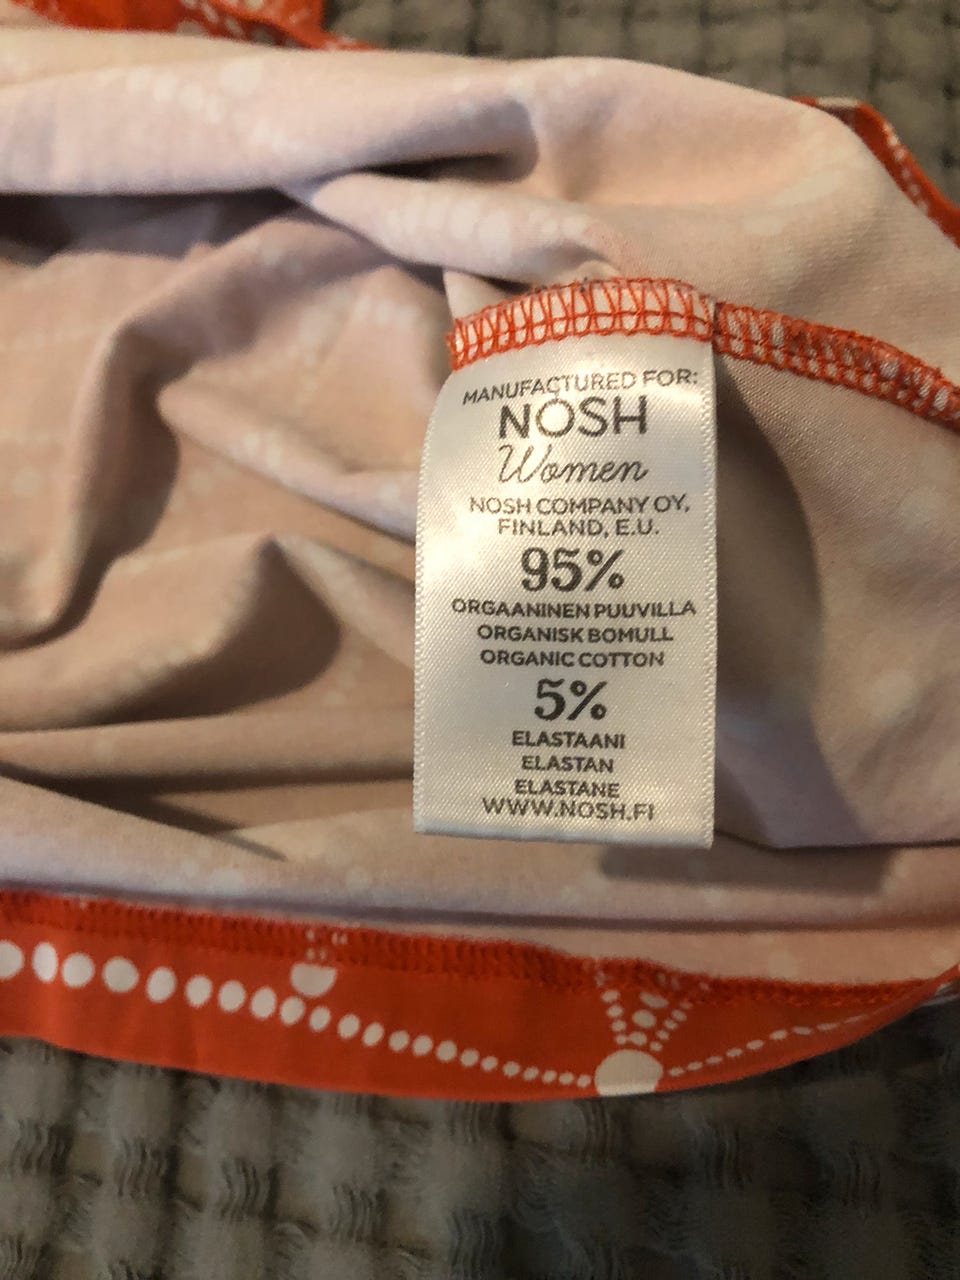 MANUFACTURED FOR:
NOSH
Women
NOSH COMPANY OY,
FINLAND, E.U.
95%
ORGAANINEN PUUVILLA
ORGANISK BOMULL
ORGANIC COTTON
5%
ELASTAANI
ELASTAN
ELASTANE
WWW.NOSH.FI